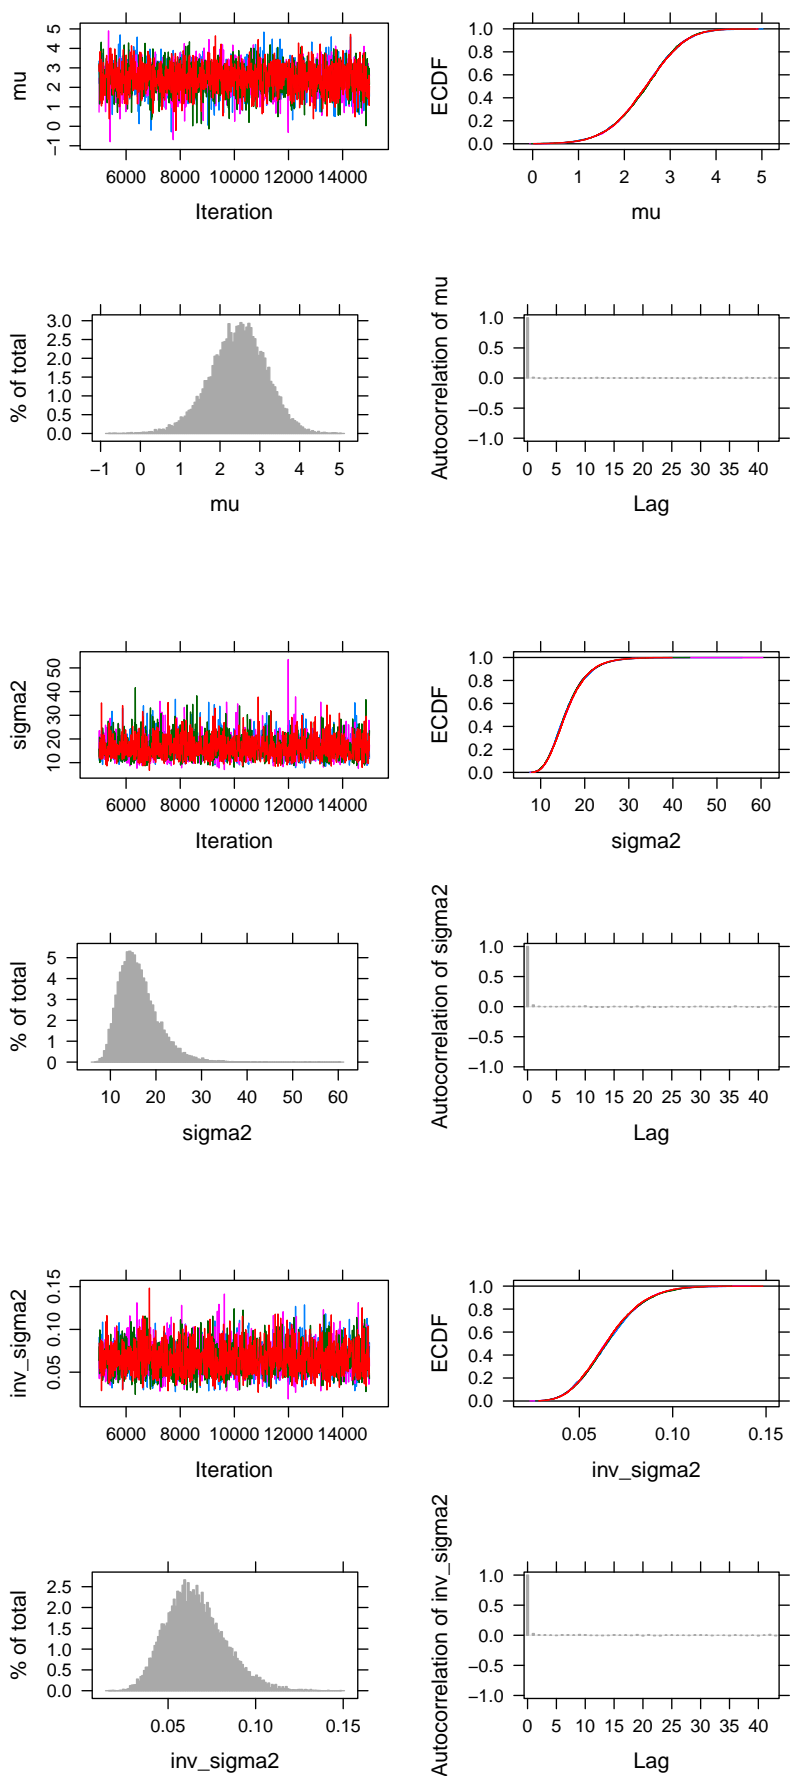 mu
−1 0 1 2 3 4 5
6000 8000 10000 12000 14000
Iteration
ECDF
1.0
0.8
0.6
0.4
0.2
0.0
0 1 2 3 4 5
mu
% of total
3.0
2.5
2.0
1.5
1.0
0.5
0.0
−1 0 1 2 3 4 5
mu
Autocorrelation of mu
1.0
0.5
0.0
−0.5
−1.0
0 5 10 15 20 25 30 35 40
Lag
sigma2
10 20 30 40 50
6000 8000 10000 12000 14000
Iteration
ECDF
1.0
0.8
0.6
0.4
0.2
0.0
10 20 30 40 50 60
sigma2
% of total
5
4
3
2
1
0
10 20 30 40 50 60
sigma2
Autocorrelation of sigma2
1.0
0.5
0.0
−0.5
−1.0
0 5 10 15 20 25 30 35 40
Lag
inv_sigma2
0.05 0.10 0.15
6000 8000 10000 12000 14000
Iteration
ECDF
1.0
0.8
0.6
0.4
0.2
0.0
0.05 0.10 0.15
inv_sigma2
% of total
2.5
2.0
1.5
1.0
0.5
0.0
0.05 0.10 0.15
inv_sigma2
Autocorrelation of inv_sigma2
1.0
0.5
0.0
−0.5
−1.0
0 5 10 15 20 25 30 35 40
Lag